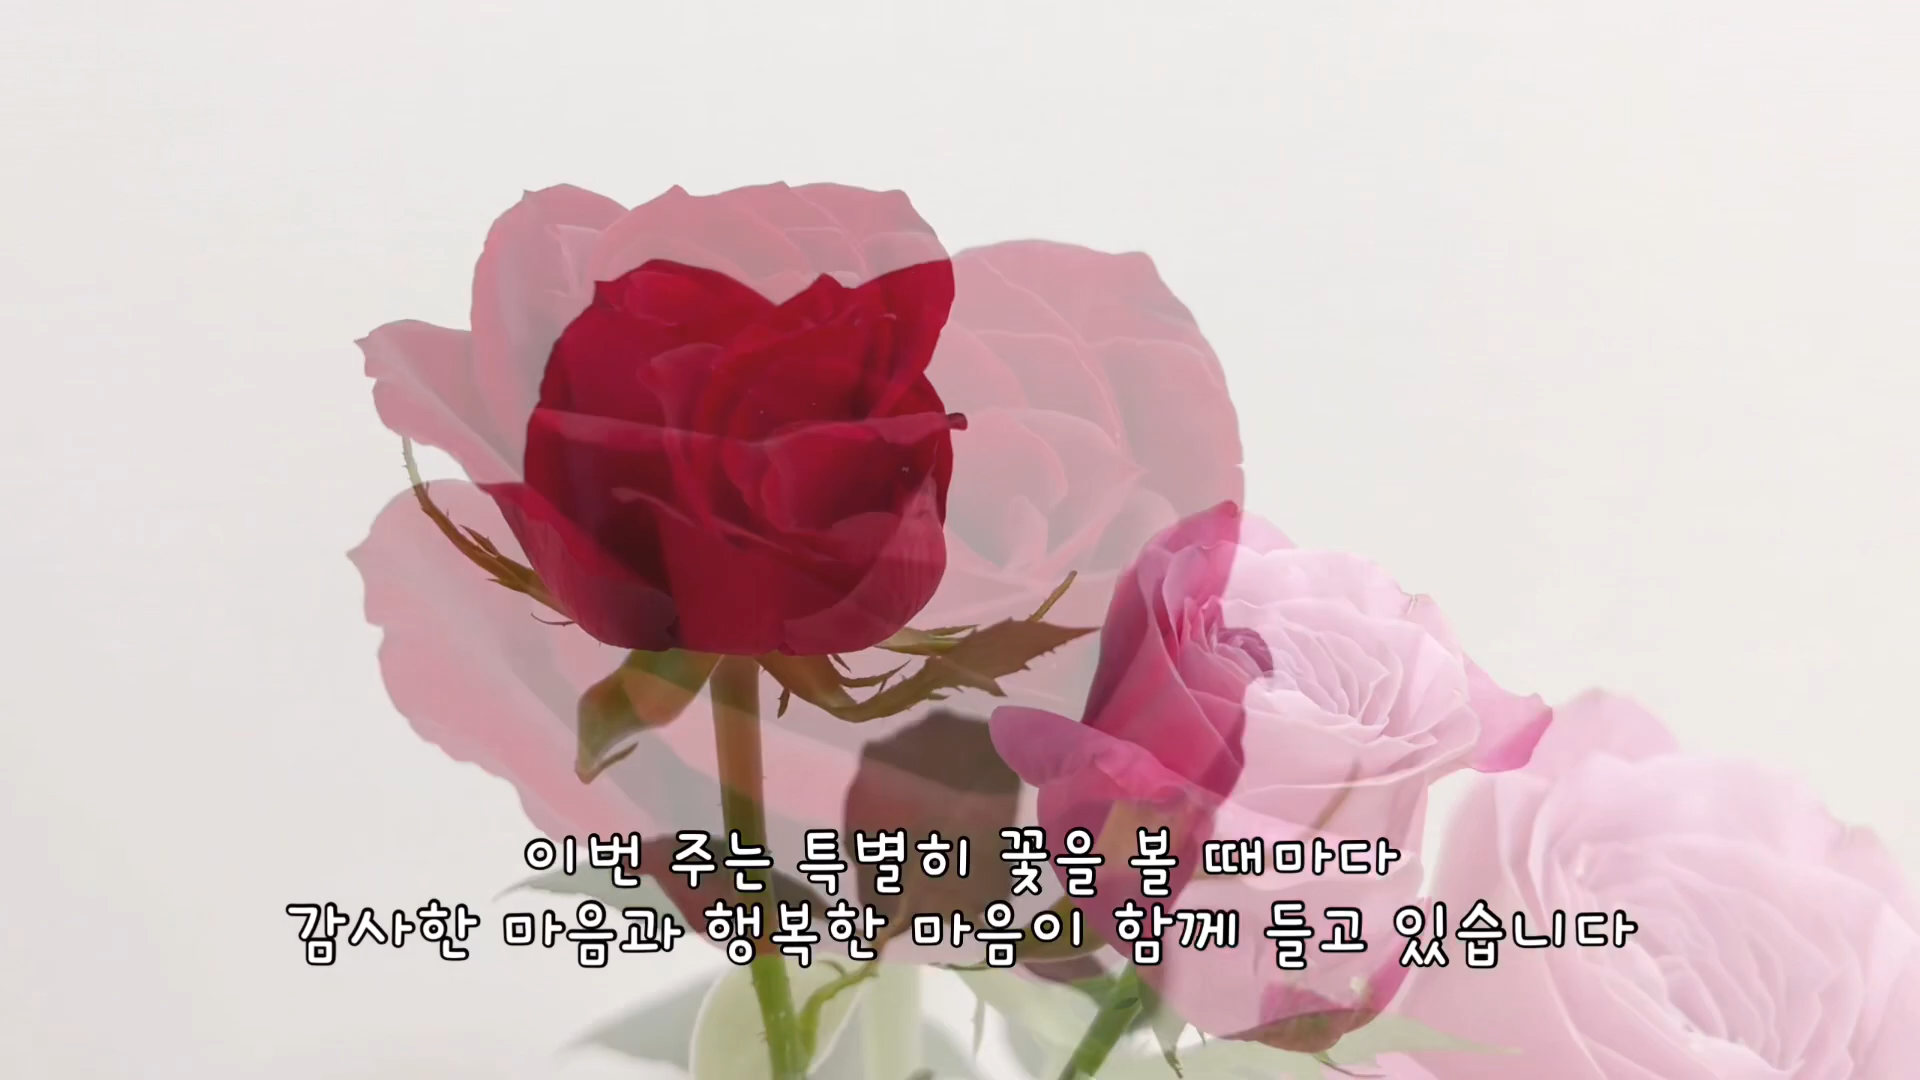 이번 주는 특별히 꽃을 볼 때마다
감사한 마음과 행복한 마음이 함께 들고 있습니다